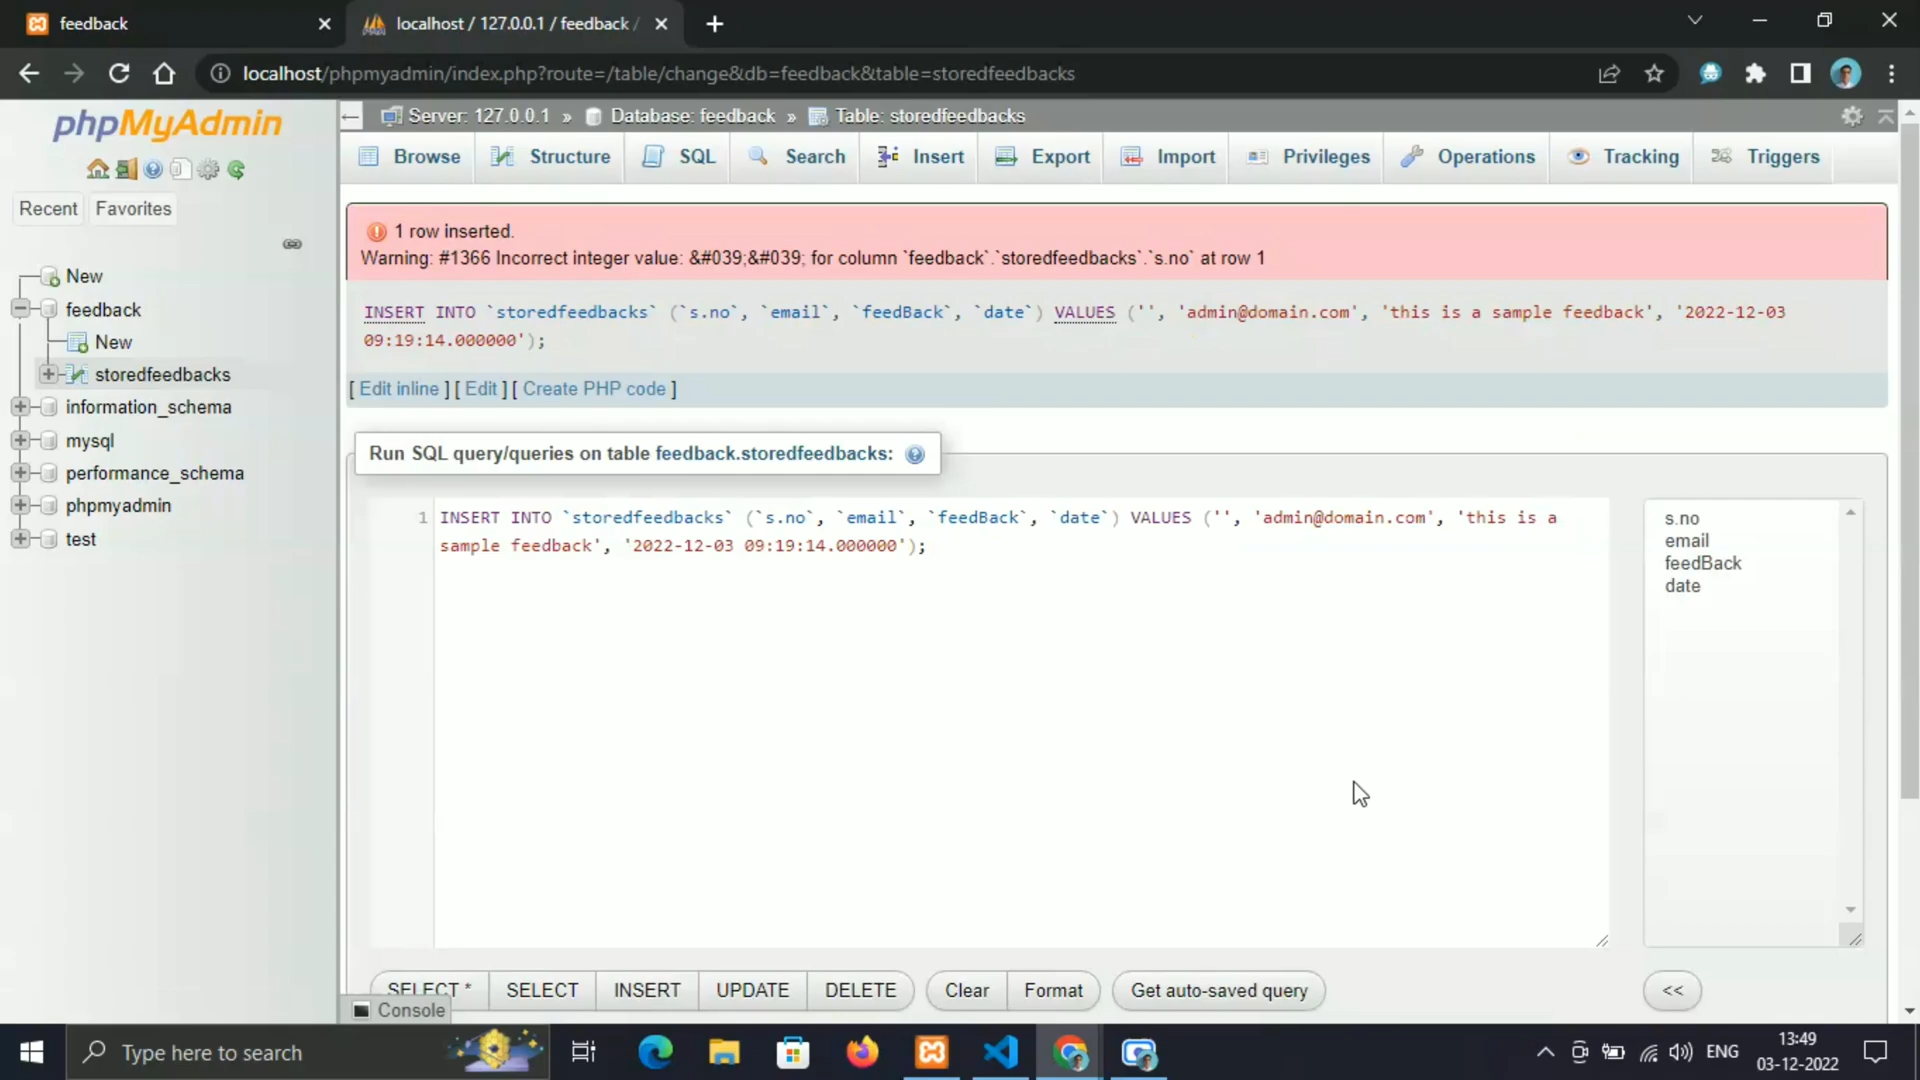 feedback
localhost / 127.0.0.1 / feedback /
localhost/phpmyadmin/index.php?route=/table/change&db=feedback&table=storedfeedbacks
phpMyAdmin
Recent Favorites
New
feedback
New
storedfeedbacks
information_schema
mysql
performance_schema
phpmyadmin
test
Server: 127.0.0.1 » Database: feedback » Table: storedfeedbacks
Browse Structure SQL Search Insert Export Import Privileges Operations Tracking Triggers
1 row inserted.
Warning: #1366 Incorrect integer value: &#039;&#039; for column `feedback`.`storedfeedbacks`.`s.no` at row 1
INSERT INTO `storedfeedbacks` (`s.no`, `email`, `feedBack`, `date`) VALUES ('', 'admin@domain.com', 'this is a sample feedback', '2022-12-03
09:19:14.000000');
[ Edit inline ] [ Edit ] [ Create PHP code ]
Run SQL query/queries on table feedback.storedfeedbacks:
1 INSERT INTO `storedfeedbacks` (`s.no`, `email`, `feedBack`, `date`) VALUES ('', 'admin@domain.com', 'this is a
sample feedback', '2022-12-03 09:19:14.000000');
s.no
email
feedBack
date
SELECT * SELECT INSERT UPDATE DELETE Clear Format Get auto-saved query <<
Console
Type here to search
ENG
13:49
03-12-2022